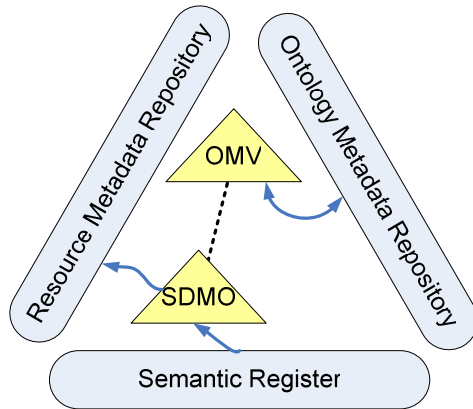 Resource Metadata Repository
Ontology Metadata Repository
OMV
SDMO
Semantic Register